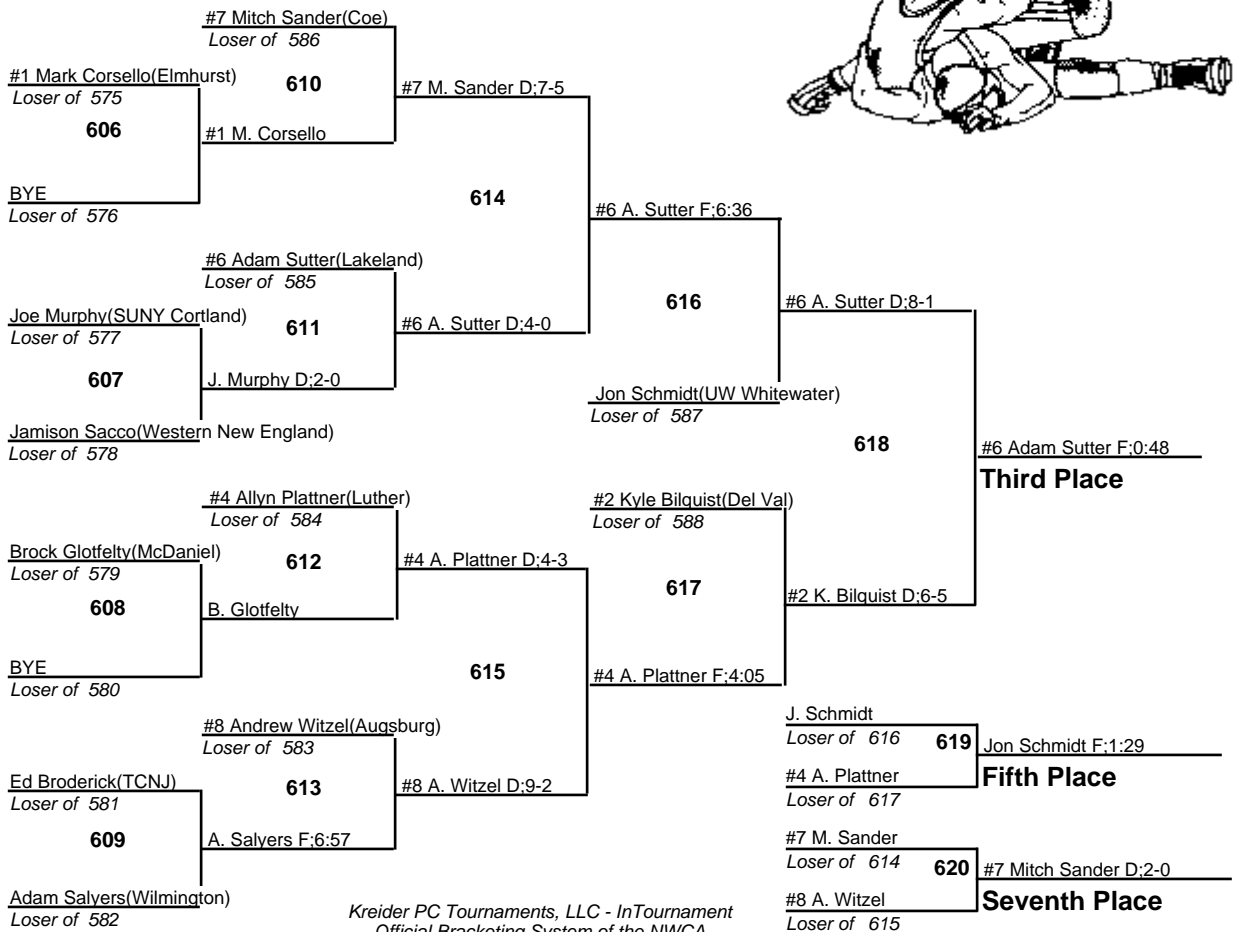 #7 Mitch Sander(Coe)
Loser of 586
#1 Mark Corsello(Elmhurst)
Loser of 575
610
#7 M. Sander D;7-5
606
#1 M. Corsello
BYE
Loser of 576
614
#6 A. Sutter F;6:36
#6 Adam Sutter(Lakeland)
Loser of 585
616
#6 A. Sutter D;8-1
Joe Murphy(SUNY Cortland)
Loser of 577
611
#6 A. Sutter D;4-0
607
J. Murphy D;2-0
Jon Schmidt(UW Whitewater)
Loser of 587
Jamison Sacco(Western New England)
Loser of 578
618
#6 Adam Sutter F;0:48
Third Place
#4 Allyn Plattner(Luther)
Loser of 584
#2 Kyle Bilquist(Del Val)
Loser of 588
Brock Glotfelty(McDaniel)
Loser of 579
612
#4 A. Plattner D;4-3
617
#2 K. Bilquist D;6-5
608
B. Glotfelty
BYE
Loser of 580
615
#4 A. Plattner F;4:05
#8 Andrew Witzel(Augsburg)
Loser of 583
J. Schmidt
Loser of 616
619
Jon Schmidt F;1:29
Fifth Place
Ed Broderick(TCNJ)
Loser of 581
613
#8 A. Witzel D;9-2
#4 A. Plattner
Loser of 617
609
A. Salyers F;6:57
#7 M. Sander
Loser of 614
620
#7 Mitch Sander D;2-0
Seventh Place
Adam Salyers(Wilmington)
Loser of 582
#8 A. Witzel
Loser of 615
Kreider PC Tournaments, LLC - InTournament
Official Bracketing System of the NWCA